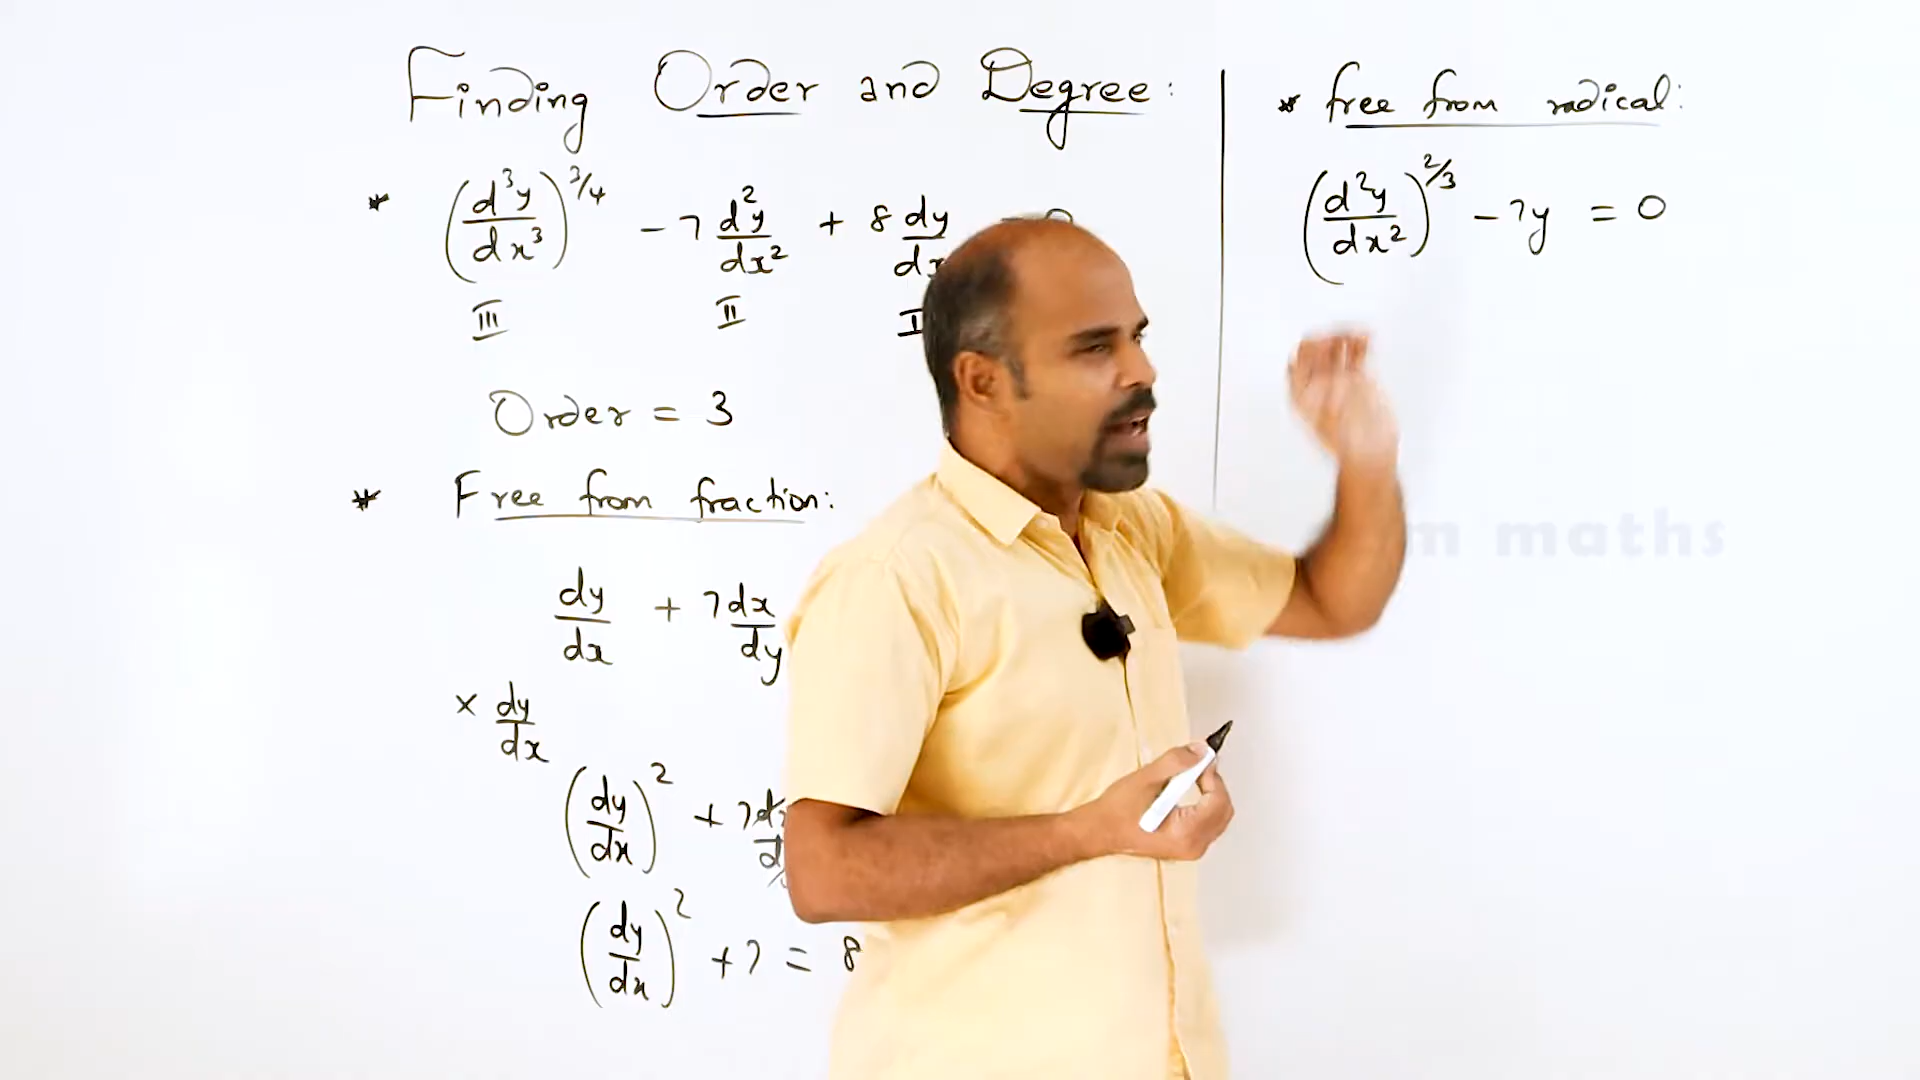 Finding Order and Degree:
* (d³y/dx³)^3/4 - 7 d²y/dx² + 8 dy/dx
III II I
Order = 3
* Free from fraction:
dy/dx + 7 dx/dy
× dy/dx
(dy/dx)² + 7
(dy/dx)² + 7 = 8
* free from radical:
(d²y/dx²)^2/3 - 7y = 0
maths